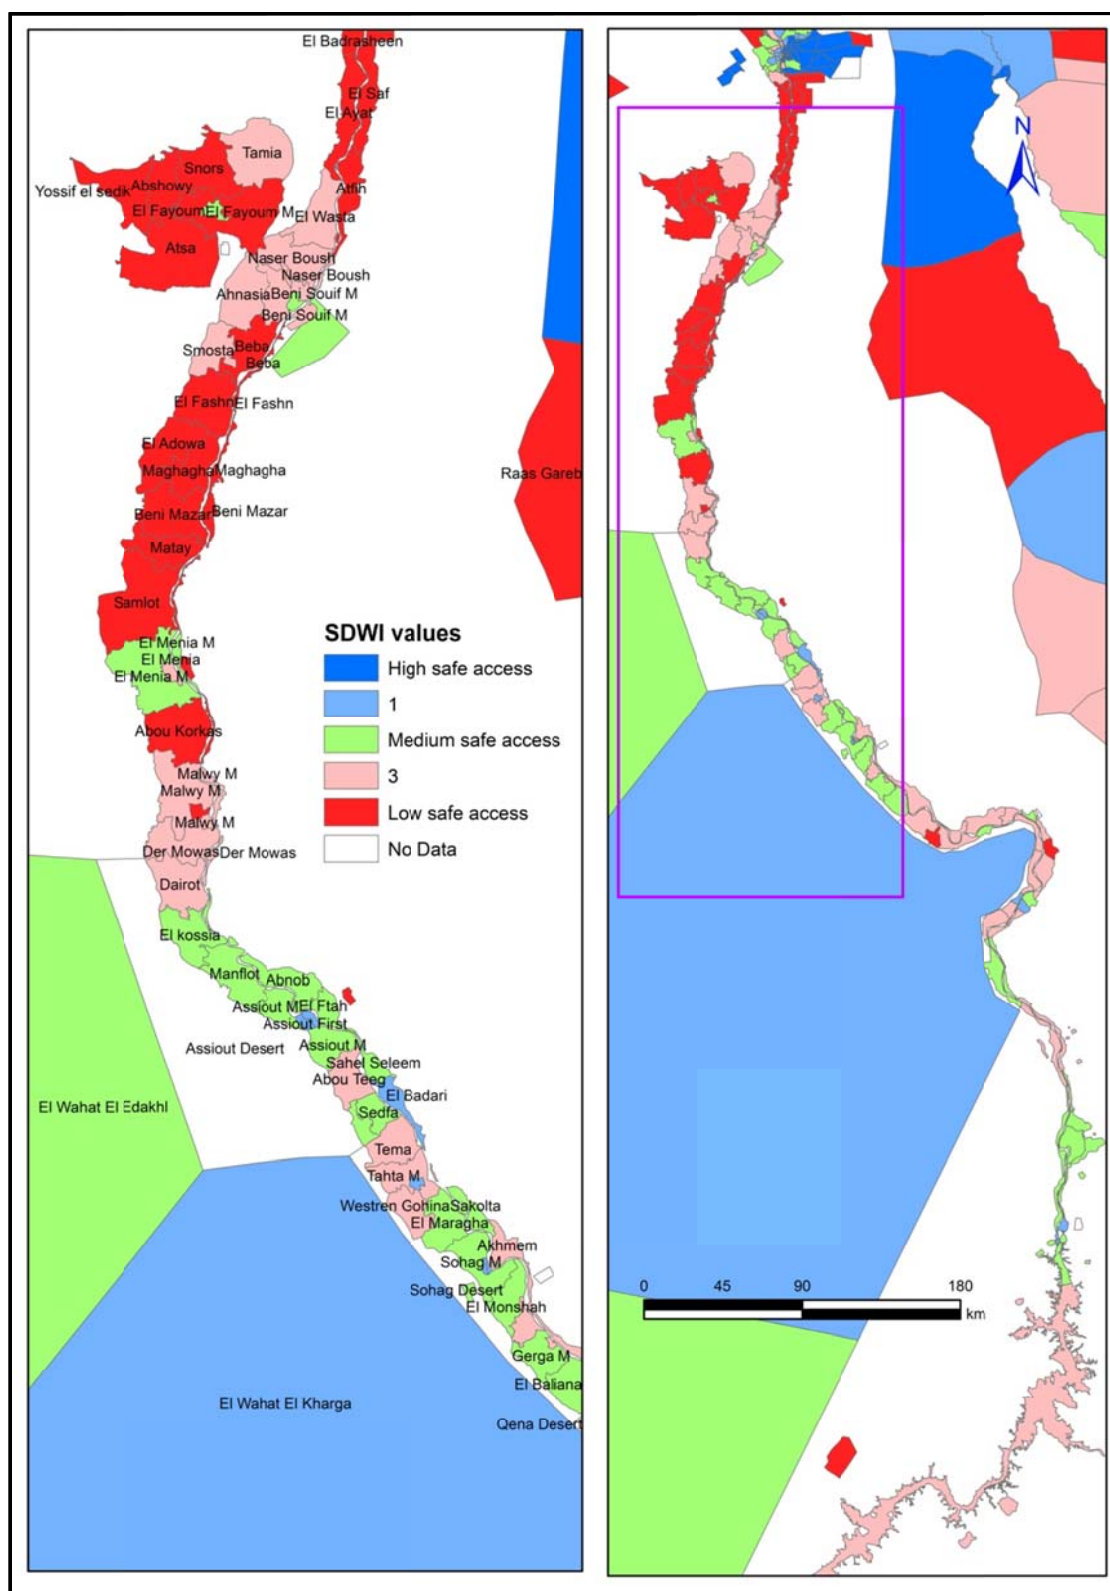 El Badrasheen
El Saf
El Ayat
Tamia
Snors
Yossif el sedik
Abshowy
Atfih
El Fayoum
El Fayoum M
El Wasta
Atsa
Naser Boush
Naser Boush
Ahnasia
Beni Souif M
Beni Souif M
Smosta
Beba
Beba
El Fashn
El Fashn
El Adowa
Maghagha
Maghagha
Raas Gareb
Beni Mazar
Beni Mazar
Matay
Samlot
El Menia M
El Menia
El Menia M
Abou Korkas
Malwy M
Malwy M
Malwy M
Der Mowas
Der Mowas
Dairot
El kossia
Manflot
Abnob
Assiout M
El Ftah
Assiout First
Assiout Desert
Assiout M
Sahel Seleem
Abou Teeg
El Badari
El Wahat El Edakhl
Sedfa
Tema
Tahta M
Westren Gohina
Sakolta
El Maragha
Akhmem
Sohag M
Sohag Desert
El Monshah
Gerga M
El Baliana
El Wahat El Kharga
Qena Desert
SDWI values
High safe access
1
Medium safe access
3
Low safe access
No Data
N
0 45 90 180
km